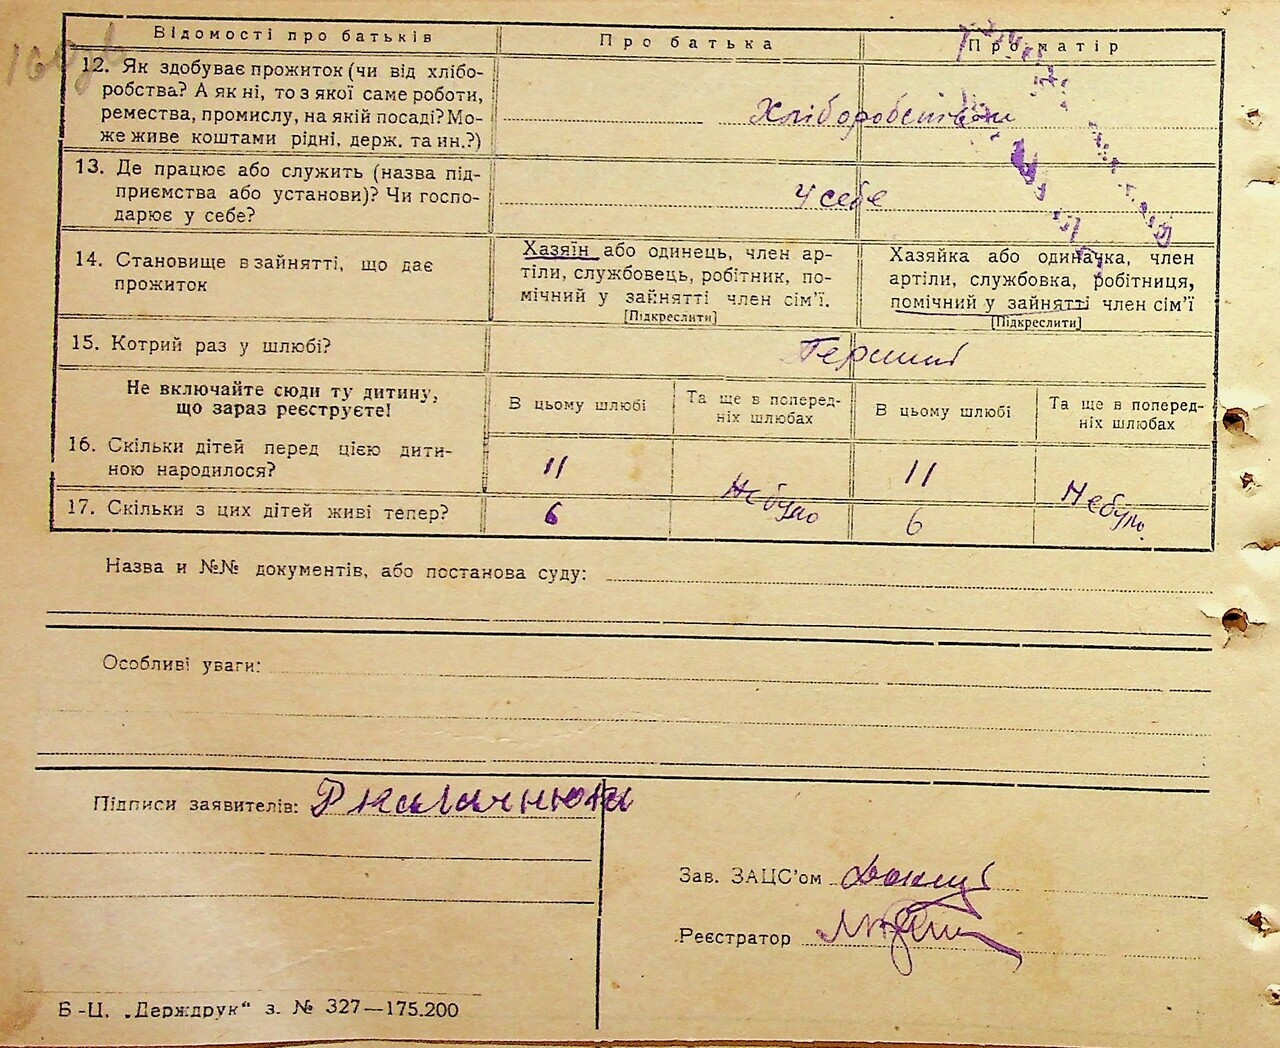 Відомості про батьків
Про батька
Про матір
12. Як здобуває прожиток (чи від хлібо-
робства? А як ні, то з якої саме роботи,
ремества, промислу, на якій посаді? Мо-
же живе коштами рідні, держ. та ин.?)
Хліборобством
13. Де працює або служить (назва під-
приємства або установи)? Чи госпо-
дарює у себе?
У себе
14. Становище в зайнятті, що дає
прожиток
Хазяїн або одинець, член ар-
тіли, службовець, робітник, по-
мічний у зайнятті член сім’ї.
[Підкреслити]
Хазяйка або одиначка, член
артіли, службовка, робітниця,
помічний у зайнятті член сім’ї
[Підкреслити]
15. Котрий раз у шлюбі?
Перший
Не включайте сюди ту дитину,
що зараз реєструєте!
В цьому шлюбі
Та ще в поперед-
ніх шлюбах
В цьому шлюбі
Та ще в поперед-
ніх шлюбах
16. Скільки дітей перед цією дити-
ною народилося?
11
Небуло
11
Небуло
17. Скільки з цих дітей живі тепер?
6
6
Назва и №№ документів, або постанова суду:
Особливі уваги:
Підписи заявителів:
Зав. ЗАЦС’ом
Реєстратор
Б-Ц. „Держдрук“ з. № 327—175.200